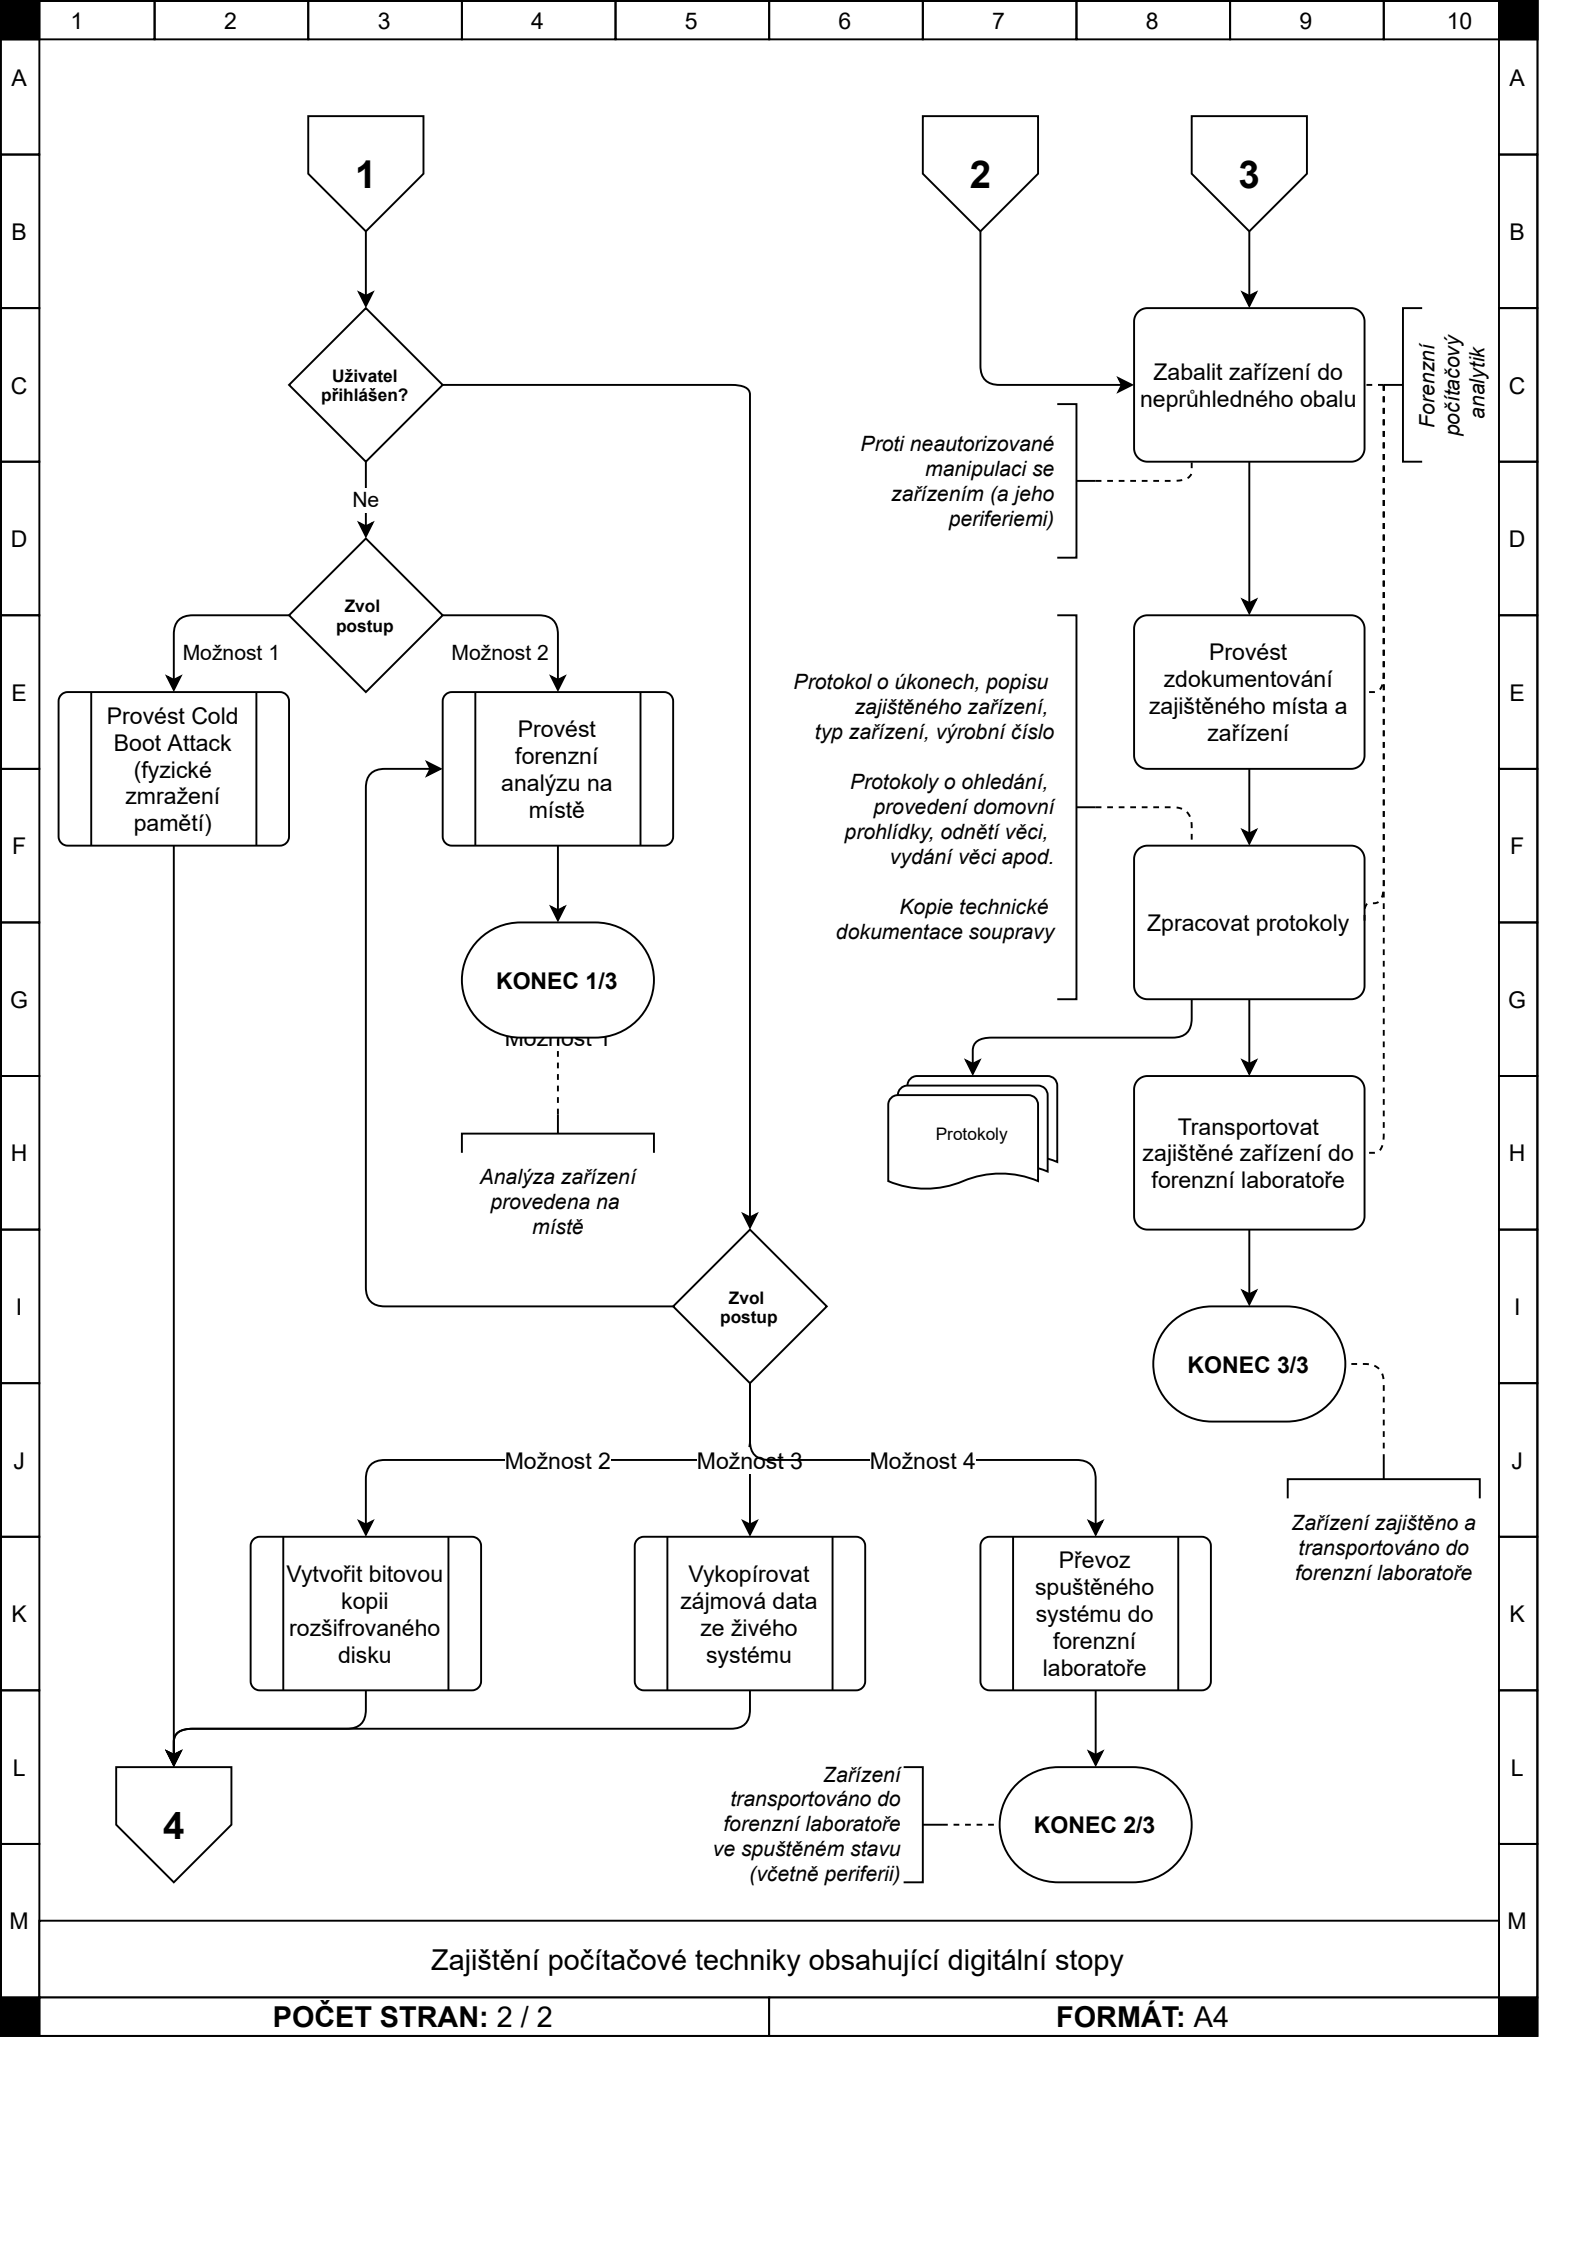 1 2 3 4 5 6 7 8 9 10
A
B
C
D
E
F
G
H
I
J
K
L
M
A
B
C
D
E
F
G
H
I
J
K
L
M
1
Uživatel
přihlášen?
Ne
Zvol
postup
Možnost 1
Možnost 2
Provést Cold
Boot Attack
(fyzické
zmražení
pamětí)
Provést
forenzní
analýzu na
místě
KONEC 1/3
Možnost 1
Analýza zařízení
provedena na
místě
Zvol
postup
Možnost 2
Možnost 3
Možnost 4
Vytvořit bitovou
kopii
rozšifrovaného
disku
Vykopírovat
zájmová data
ze živého
systému
Převoz
spuštěného
systému do
forenzní
laboratoře
4
Zařízení
transportováno do
forenzní laboratoře
ve spuštěném stavu
(včetně periferii)
KONEC 2/3
2
3
Zabalit zařízení do
neprůhledného obalu
Forenzní
počítačový
analytik
Proti neautorizované
manipulaci se
zařízením (a jeho
periferiemi)
Provést
zdokumentování
zajištěného místa a
zařízení
Protokol o úkonech, popisu
zajištěného zařízení,
typ zařízení, výrobní číslo
Protokoly o ohledání,
provedení domovní
prohlídky, odnětí věci,
vydání věci apod.
Kopie technické
dokumentace soupravy
Zpracovat protokoly
Protokoly
Transportovat
zajištěné zařízení do
forenzní laboratoře
KONEC 3/3
Zařízení zajištěno a
transportováno do
forenzní laboratoře
Zajištění počítačové techniky obsahující digitální stopy
POČET STRAN: 2 / 2
FORMÁT: A4